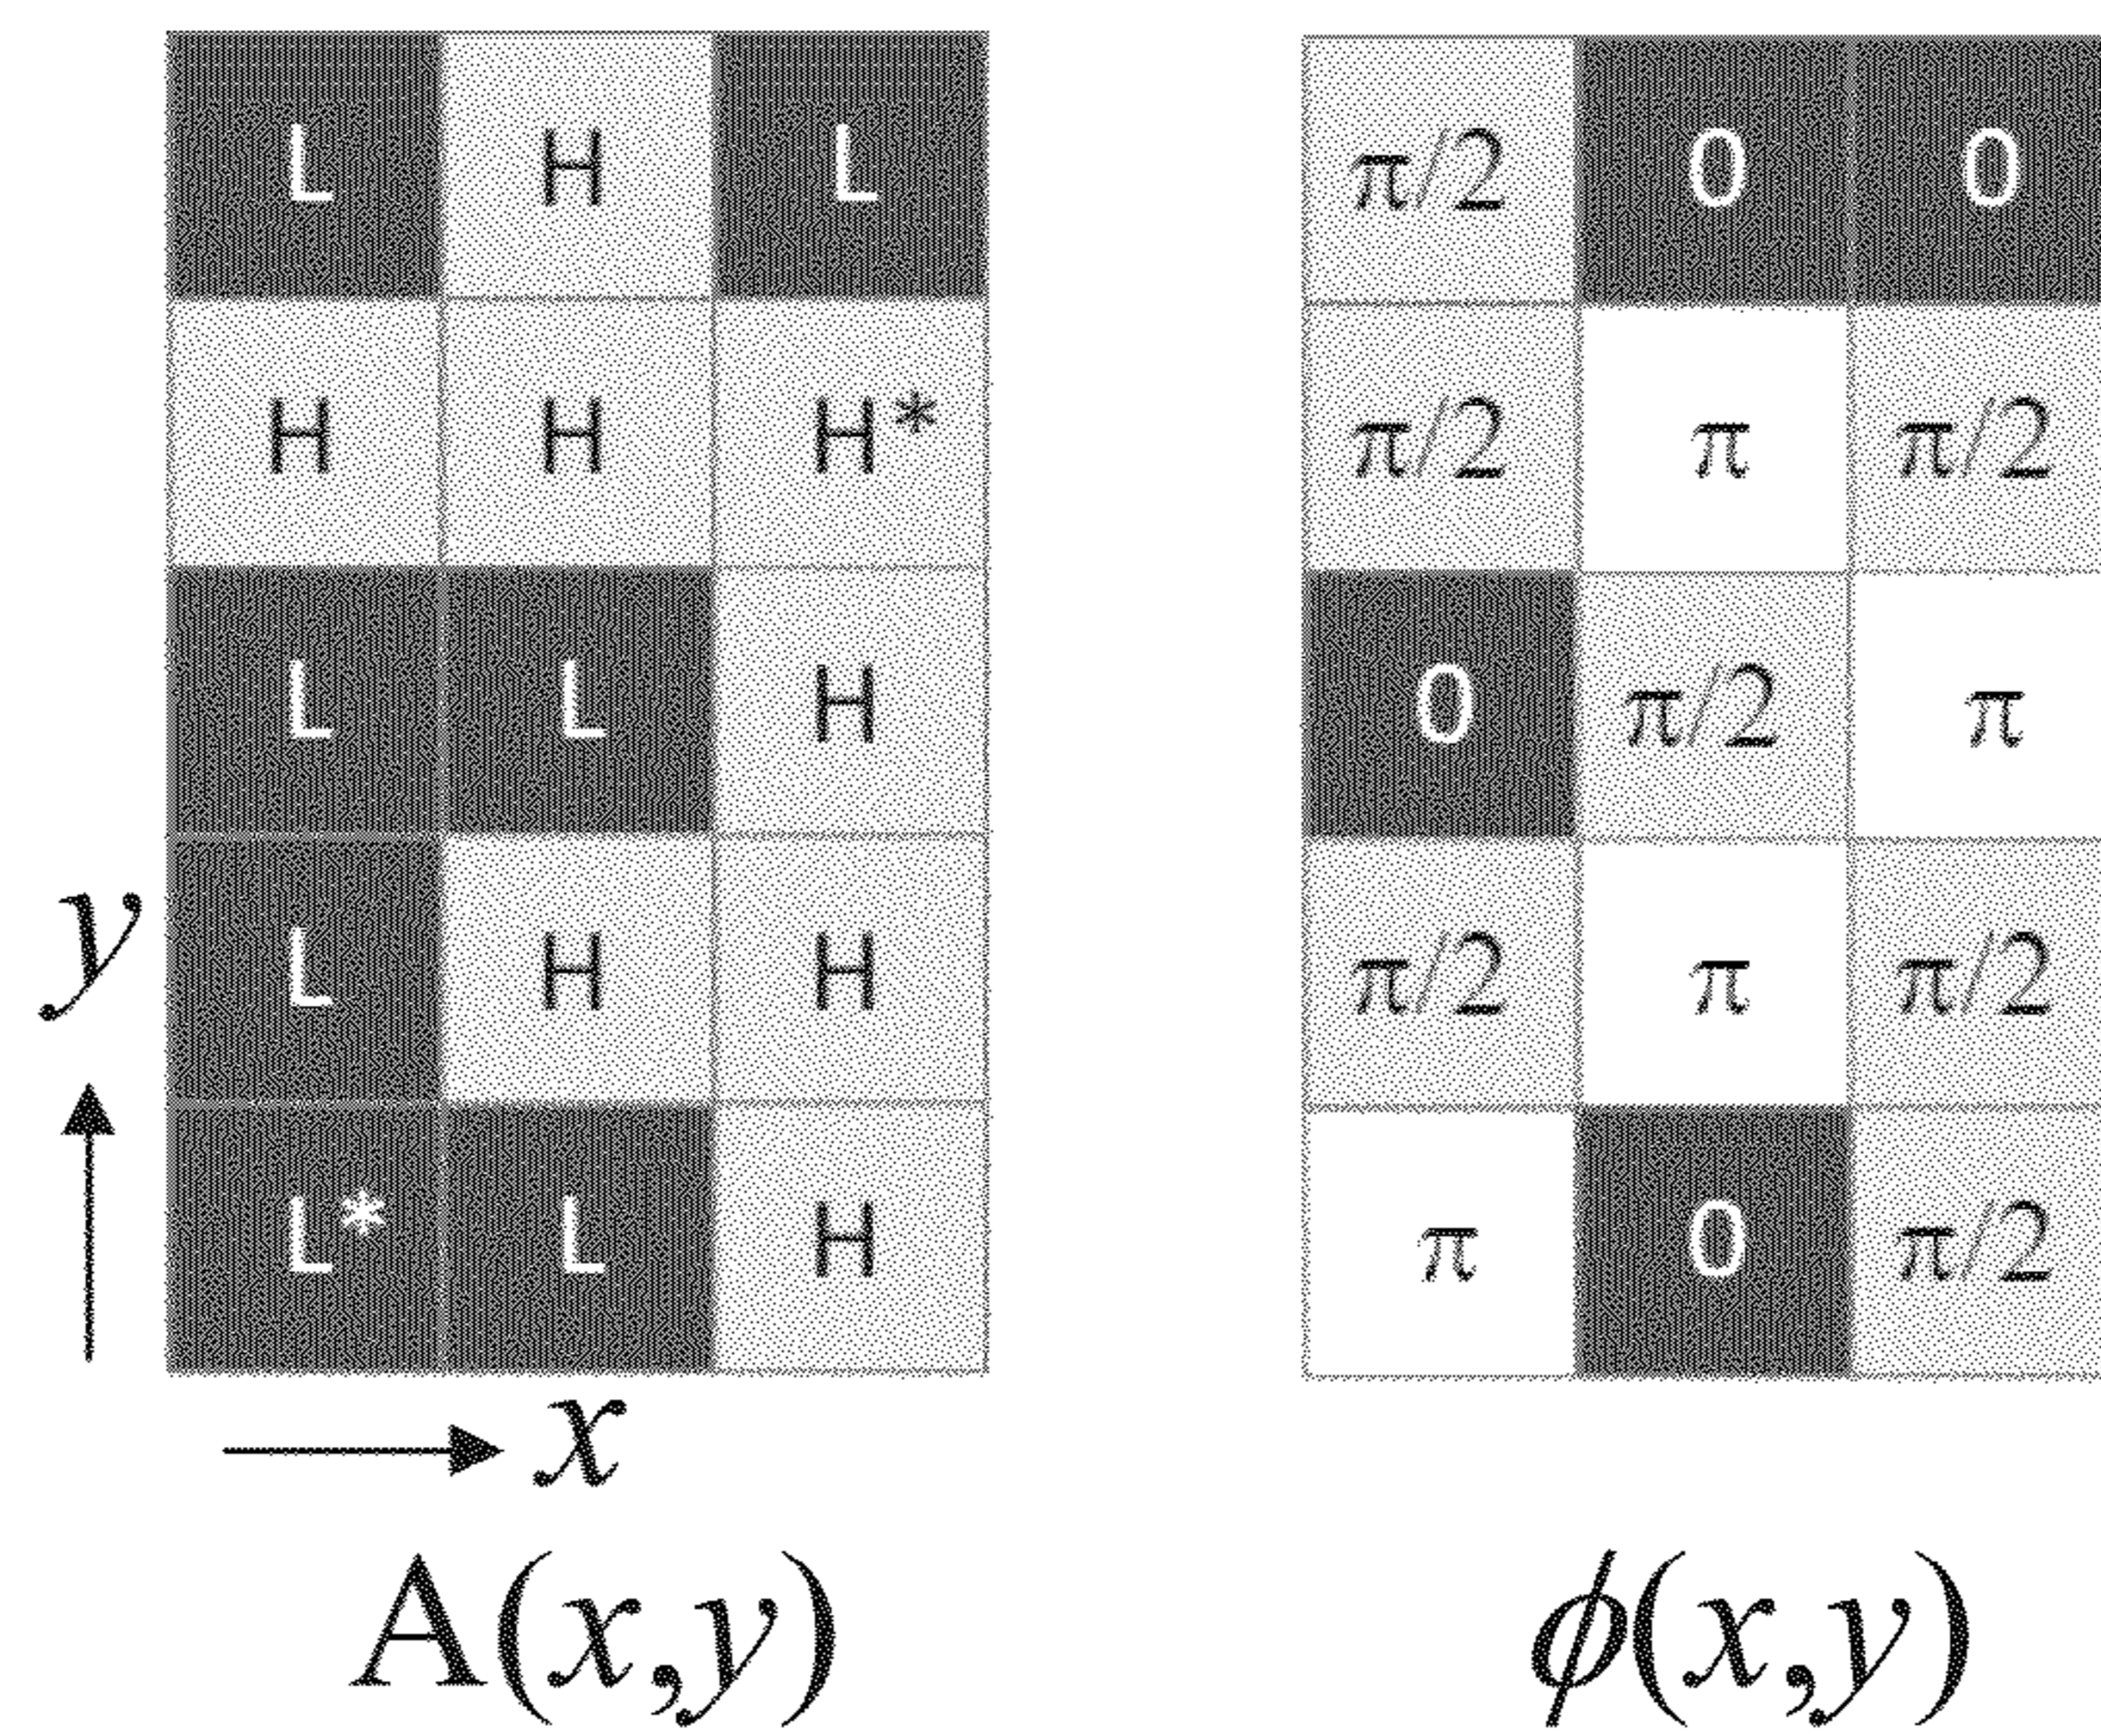 L H L π/2 0 0
H H H* π/2 π π/2
L L H 0 π/2 π
L H H π/2 π π/2
L* L H π 0 π/2
y
x
A(x,y) ϕ(x,y)